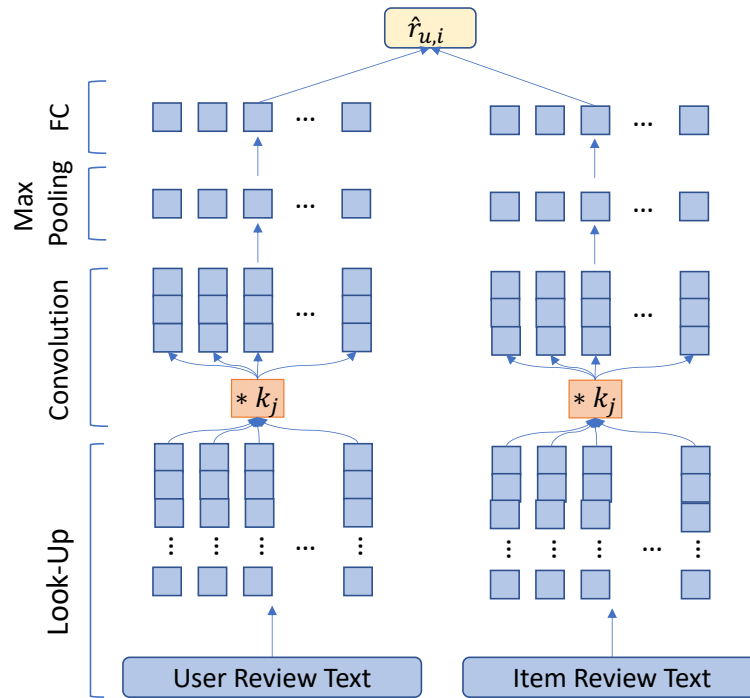 r̂u,i
FC
Max
Pooling
Convolution
Look-Up
... ...
... ...
... ...
* kj * kj
⋮ ⋮ ⋮ ... ⋮ ⋮ ⋮ ⋮ ... ⋮
User Review Text
Item Review Text